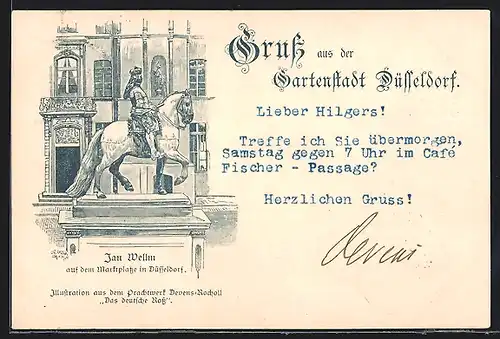 Gruß aus der
Gartenstadt Düsseldorf.
Lieber Hilgers!
Treffe ich Sie übermorgen,
Samstag gegen 7 Uhr im Café
Fischer - Passage?
Herzlichen Gruss!
Devens
Jan Wellm
auf dem Marktplatze in Düsseldorf.
Illustration aus dem Prachtwerk Devens-Rocholl
„Das deutsche Roß“.